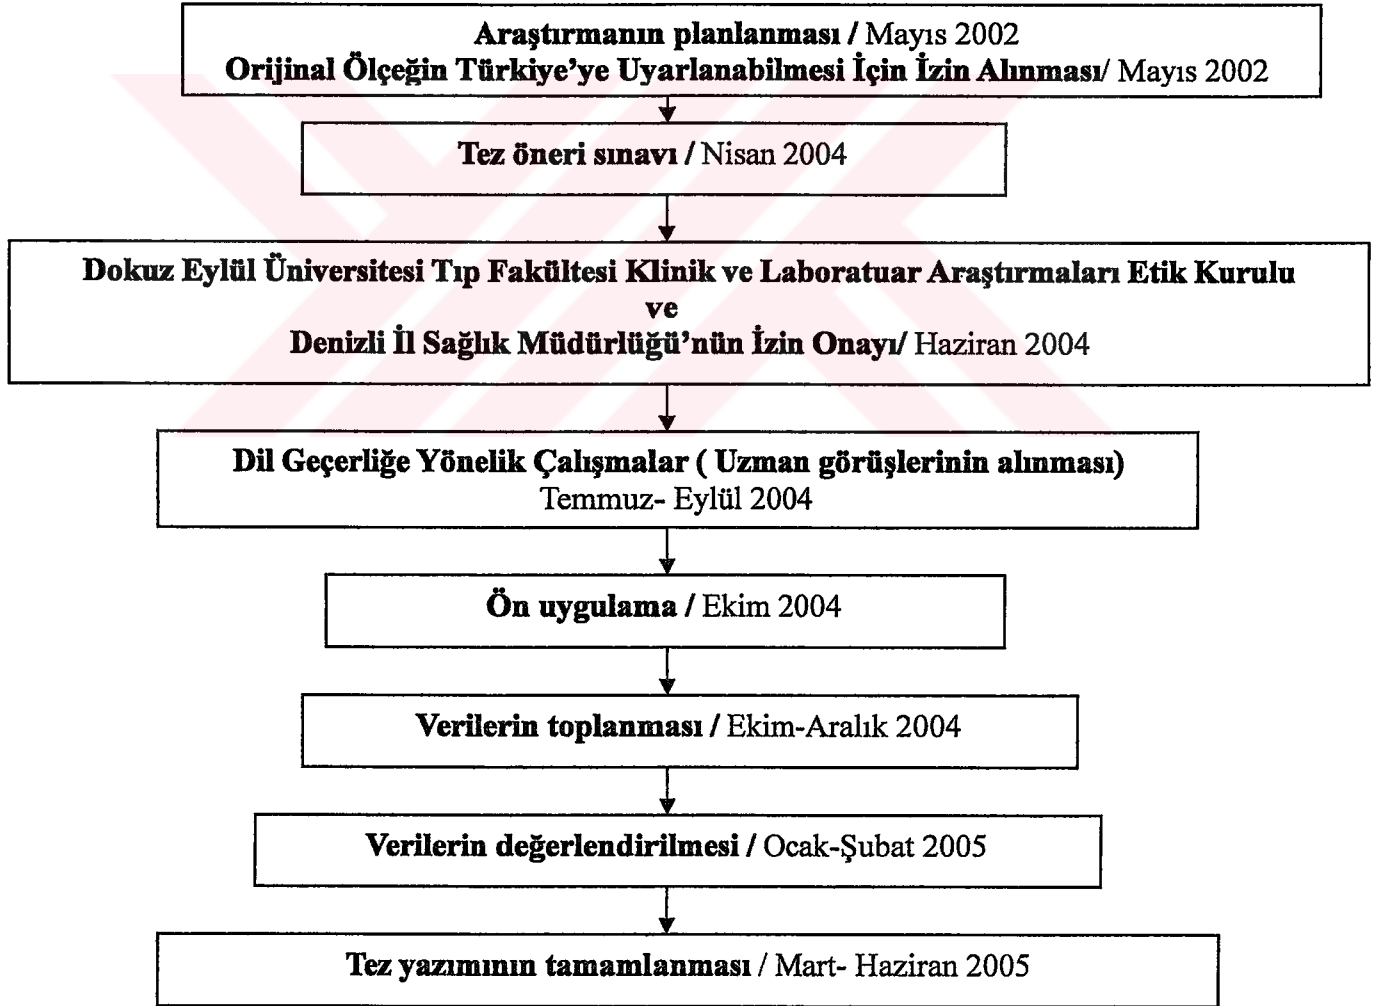 Araştırmanın planlanması / Mayıs 2002
Orijinal Ölçeğin Türkiye'ye Uyarlanabilmesi İçin İzin Alınması/ Mayıs 2002
Tez öneri sınavı / Nisan 2004
Dokuz Eylül Üniversitesi Tıp Fakültesi Klinik ve Laboratuar Araştırmaları Etik Kurulu
ve
Denizli İl Sağlık Müdürlüğü'nün İzin Onayı/ Haziran 2004
Dil Geçerliğe Yönelik Çalışmalar ( Uzman görüşlerinin alınması)
Temmuz- Eylül 2004
Ön uygulama / Ekim 2004
Verilerin toplanması / Ekim-Aralık 2004
Verilerin değerlendirilmesi / Ocak-Şubat 2005
Tez yazımının tamamlanması / Mart- Haziran 2005